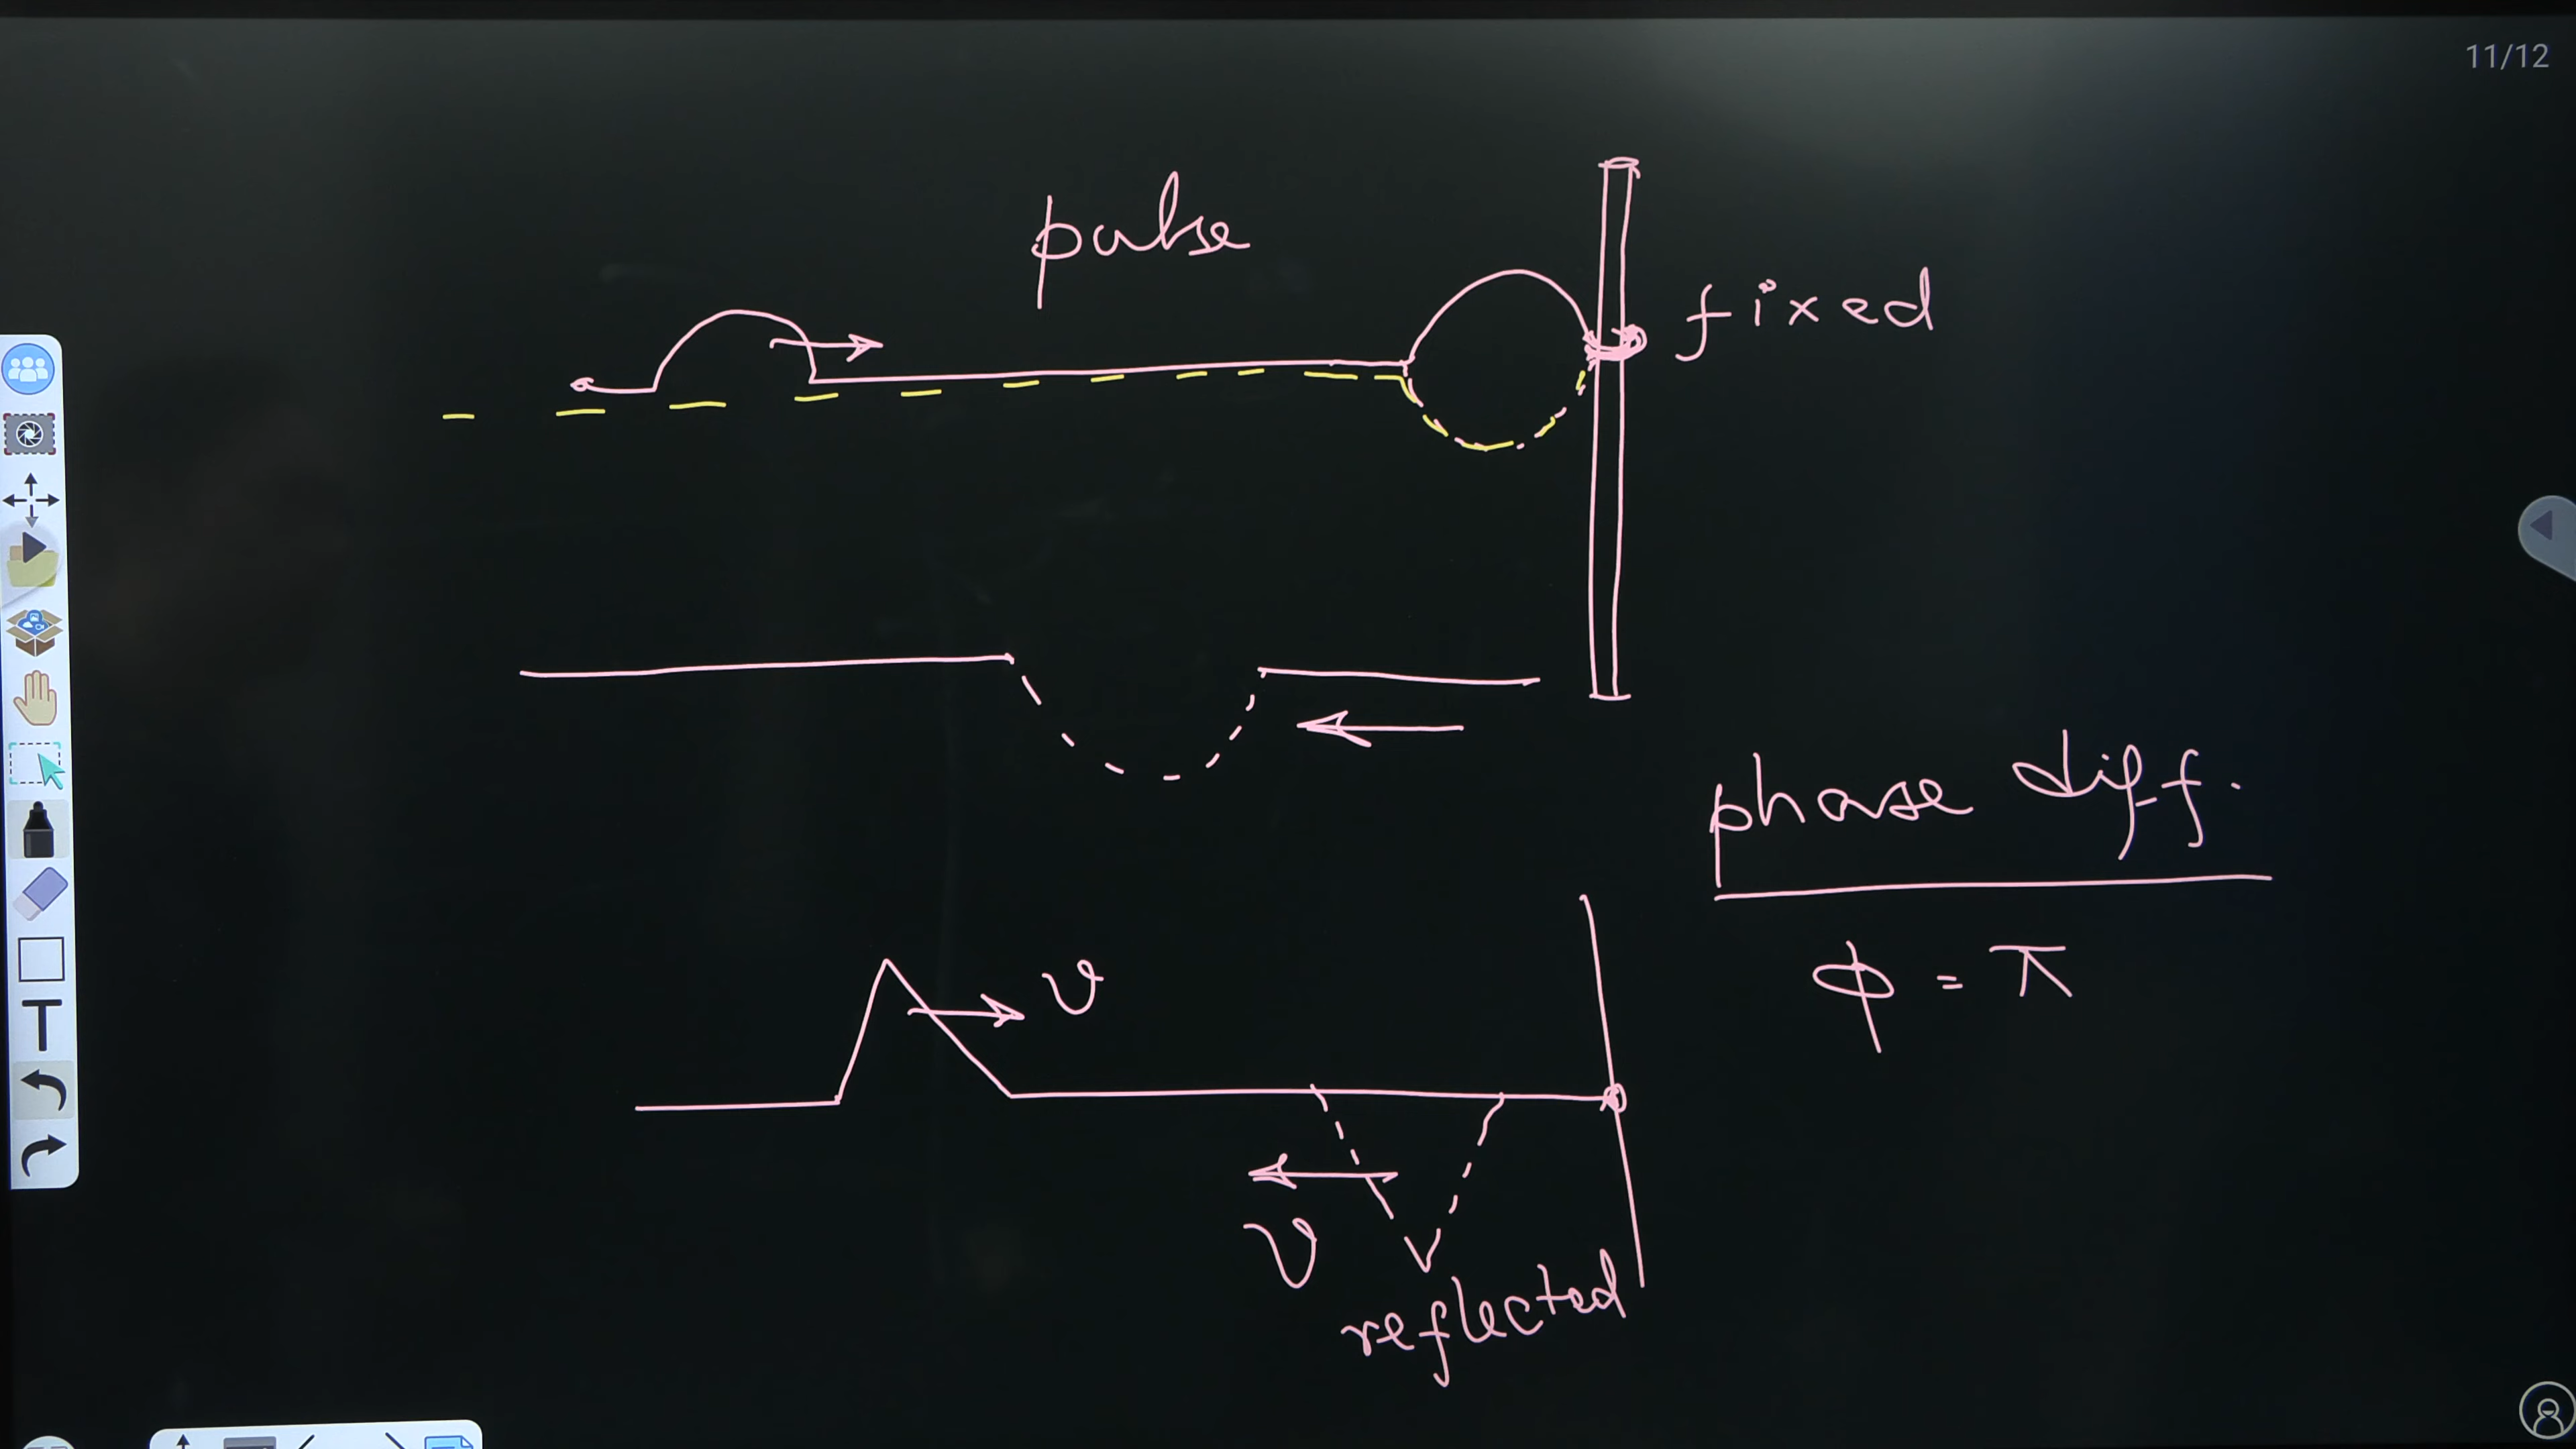 11/12
pulse
fixed
phase diff.
ϕ = π
v
v
reflected
T